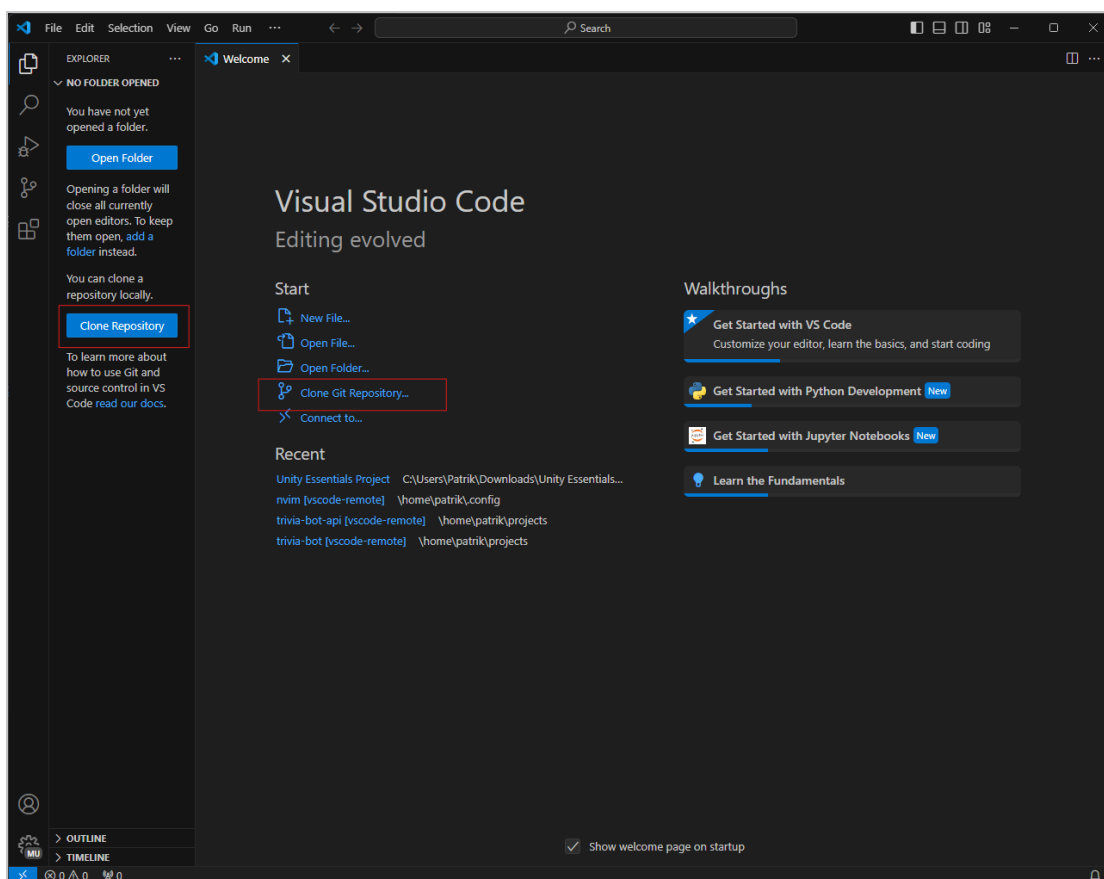 File Edit Selection View Go Run ··· Search
EXPLORER ···
Welcome
NO FOLDER OPENED
You have not yet
opened a folder.
Open Folder
Opening a folder will
close all currently
open editors. To keep
them open, add a
folder instead.
You can clone a
repository locally.
Clone Repository
To learn more about
how to use Git and
source control in VS
Code read our docs.
Visual Studio Code
Editing evolved
Start
New File...
Open File...
Open Folder...
Clone Git Repository...
Connect to...
Recent
Unity Essentials Project C:\Users\Patrik\Downloads\Unity Essentials...
nvim [vscode-remote] \home\patrik\.config
trivia-bot-api [vscode-remote] \home\patrik\projects
trivia-bot [vscode-remote] \home\patrik\projects
Walkthroughs
Get Started with VS Code
Customize your editor, learn the basics, and start coding
Get Started with Python Development New
Get Started with Jupyter Notebooks New
Learn the Fundamentals
Show welcome page on startup
MU
OUTLINE
TIMELINE
0 0 0